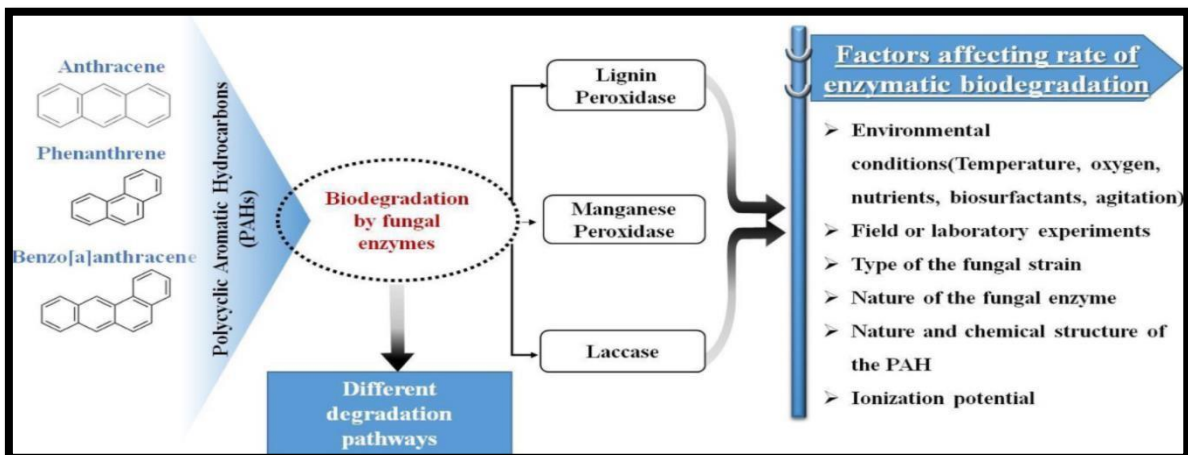 Anthracene
Phenanthrene
Benzo[a]anthracene
Polycyclic Aromatic Hydrocarbons
(PAHs)
Biodegradation
by fungal
enzymes
Different
degradation
pathways
Lignin
Peroxidase
Manganese
Peroxidase
Laccase
Factors affecting rate of
enzymatic biodegradation
➢ Environmental
conditions(Temperature, oxygen,
nutrients, biosurfactants, agitation)
➢ Field or laboratory experiments
➢ Type of the fungal strain
➢ Nature of the fungal enzyme
➢ Nature and chemical structure of
the PAH
➢ Ionization potential